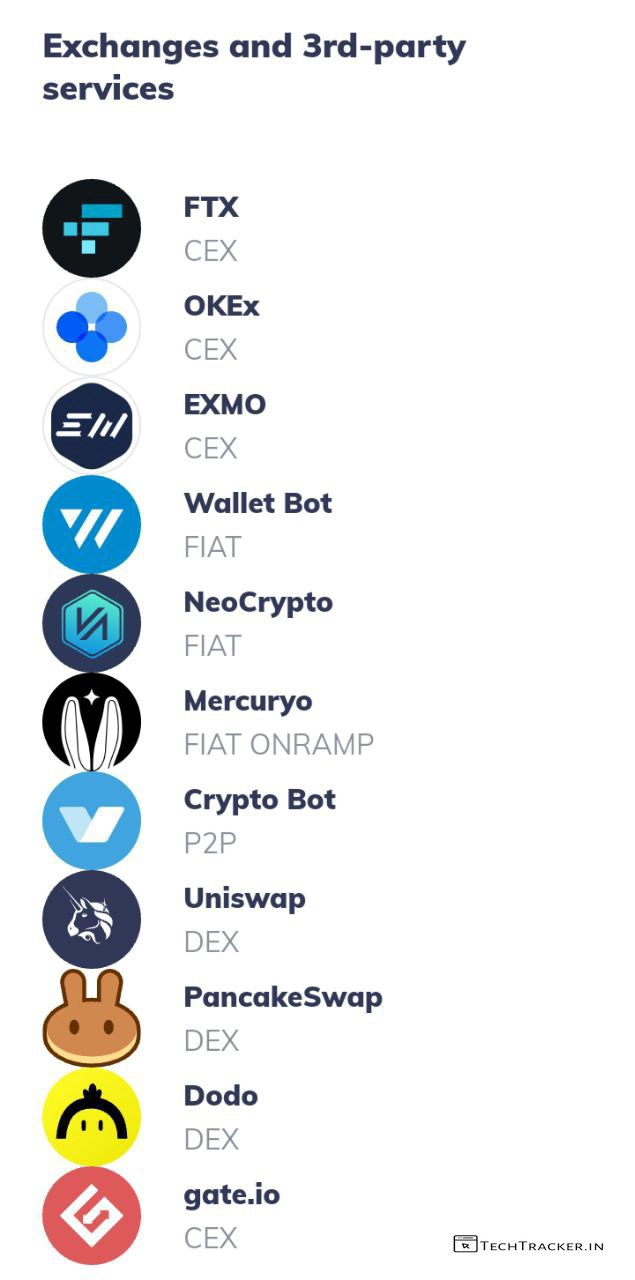 Exchanges and 3rd-party
services
FTX
CEX
OKEx
CEX
EXMO
CEX
Wallet Bot
FIAT
NeoCrypto
FIAT
Mercuryo
FIAT ONRAMP
Crypto Bot
P2P
Uniswap
DEX
PancakeSwap
DEX
Dodo
DEX
gate.io
CEX
TECHTRACKER.IN